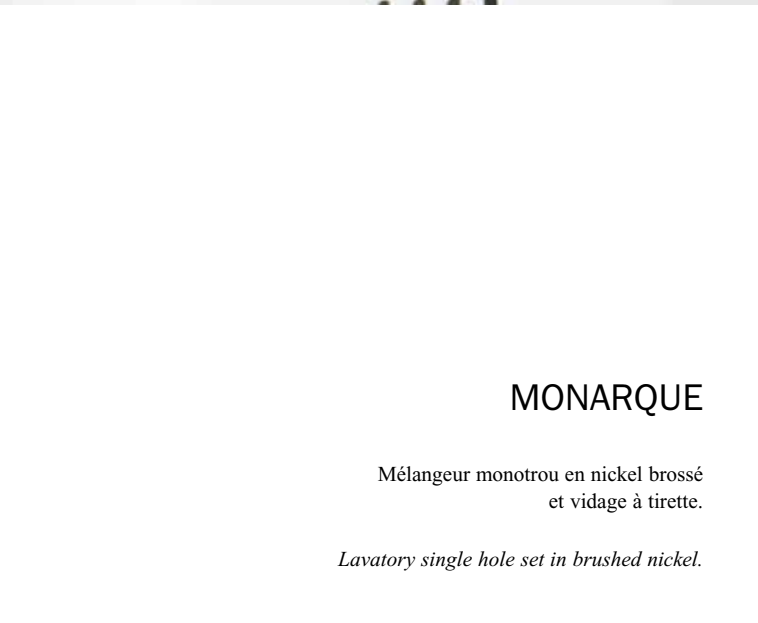 MONARQUE
Mélangeur monotrou en nickel brossé
et vidage à tirette.
Lavatory single hole set in brushed nickel.